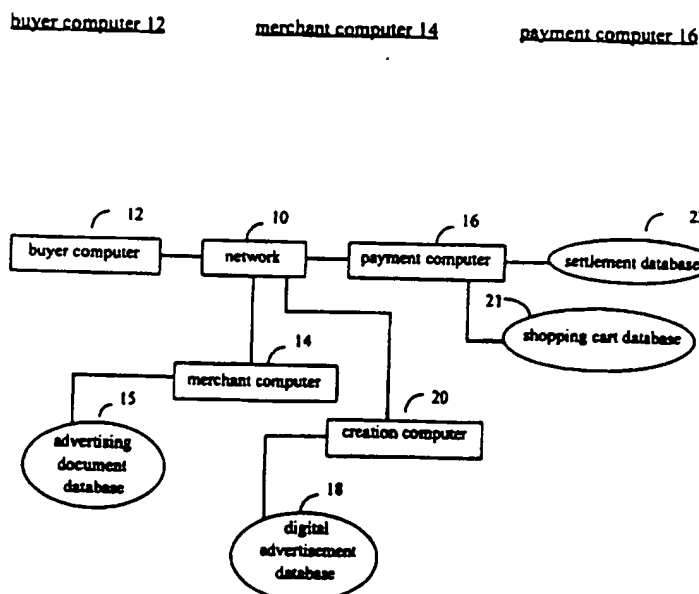 buyer computer 12
merchant computer 14
payment computer 16
12
10
16
buyer computer
network
payment computer
settlement database
21
shopping cart database
14
merchant computer
15
20
advertising
document
database
creation computer
18
digital
advertisement
database